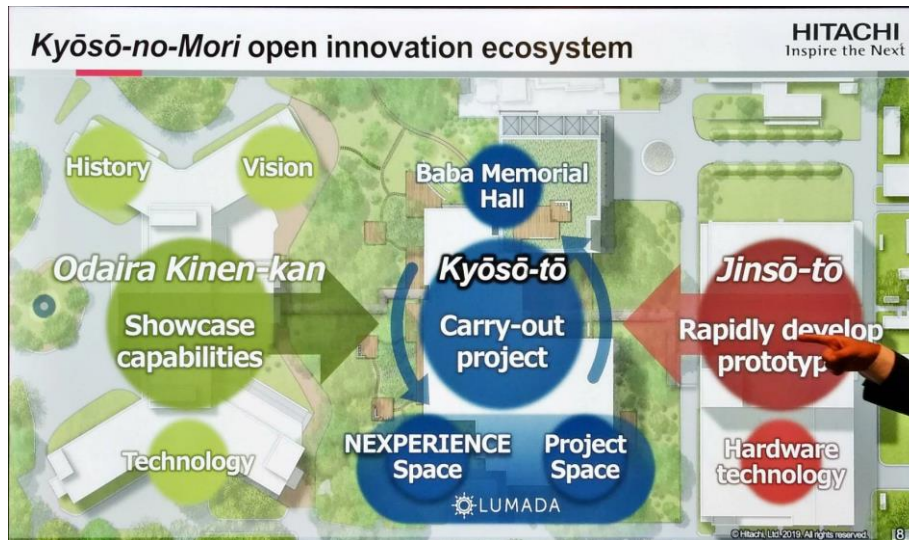 Kyōsō-no-Mori open innovation ecosystem
HITACHI
Inspire the Next
History
Vision
Baba Memorial
Hall
Odaira Kinen-kan
Kyōsō-tō
Jinsō-tō
Showcase
capabilities
Carry-out
project
Rapidly develop
prototyp
Technology
NEXPERIENCE
Space
Project
Space
Hardware
technology
LUMADA
© Hitachi, Ltd. 2019. All rights reserved.
8